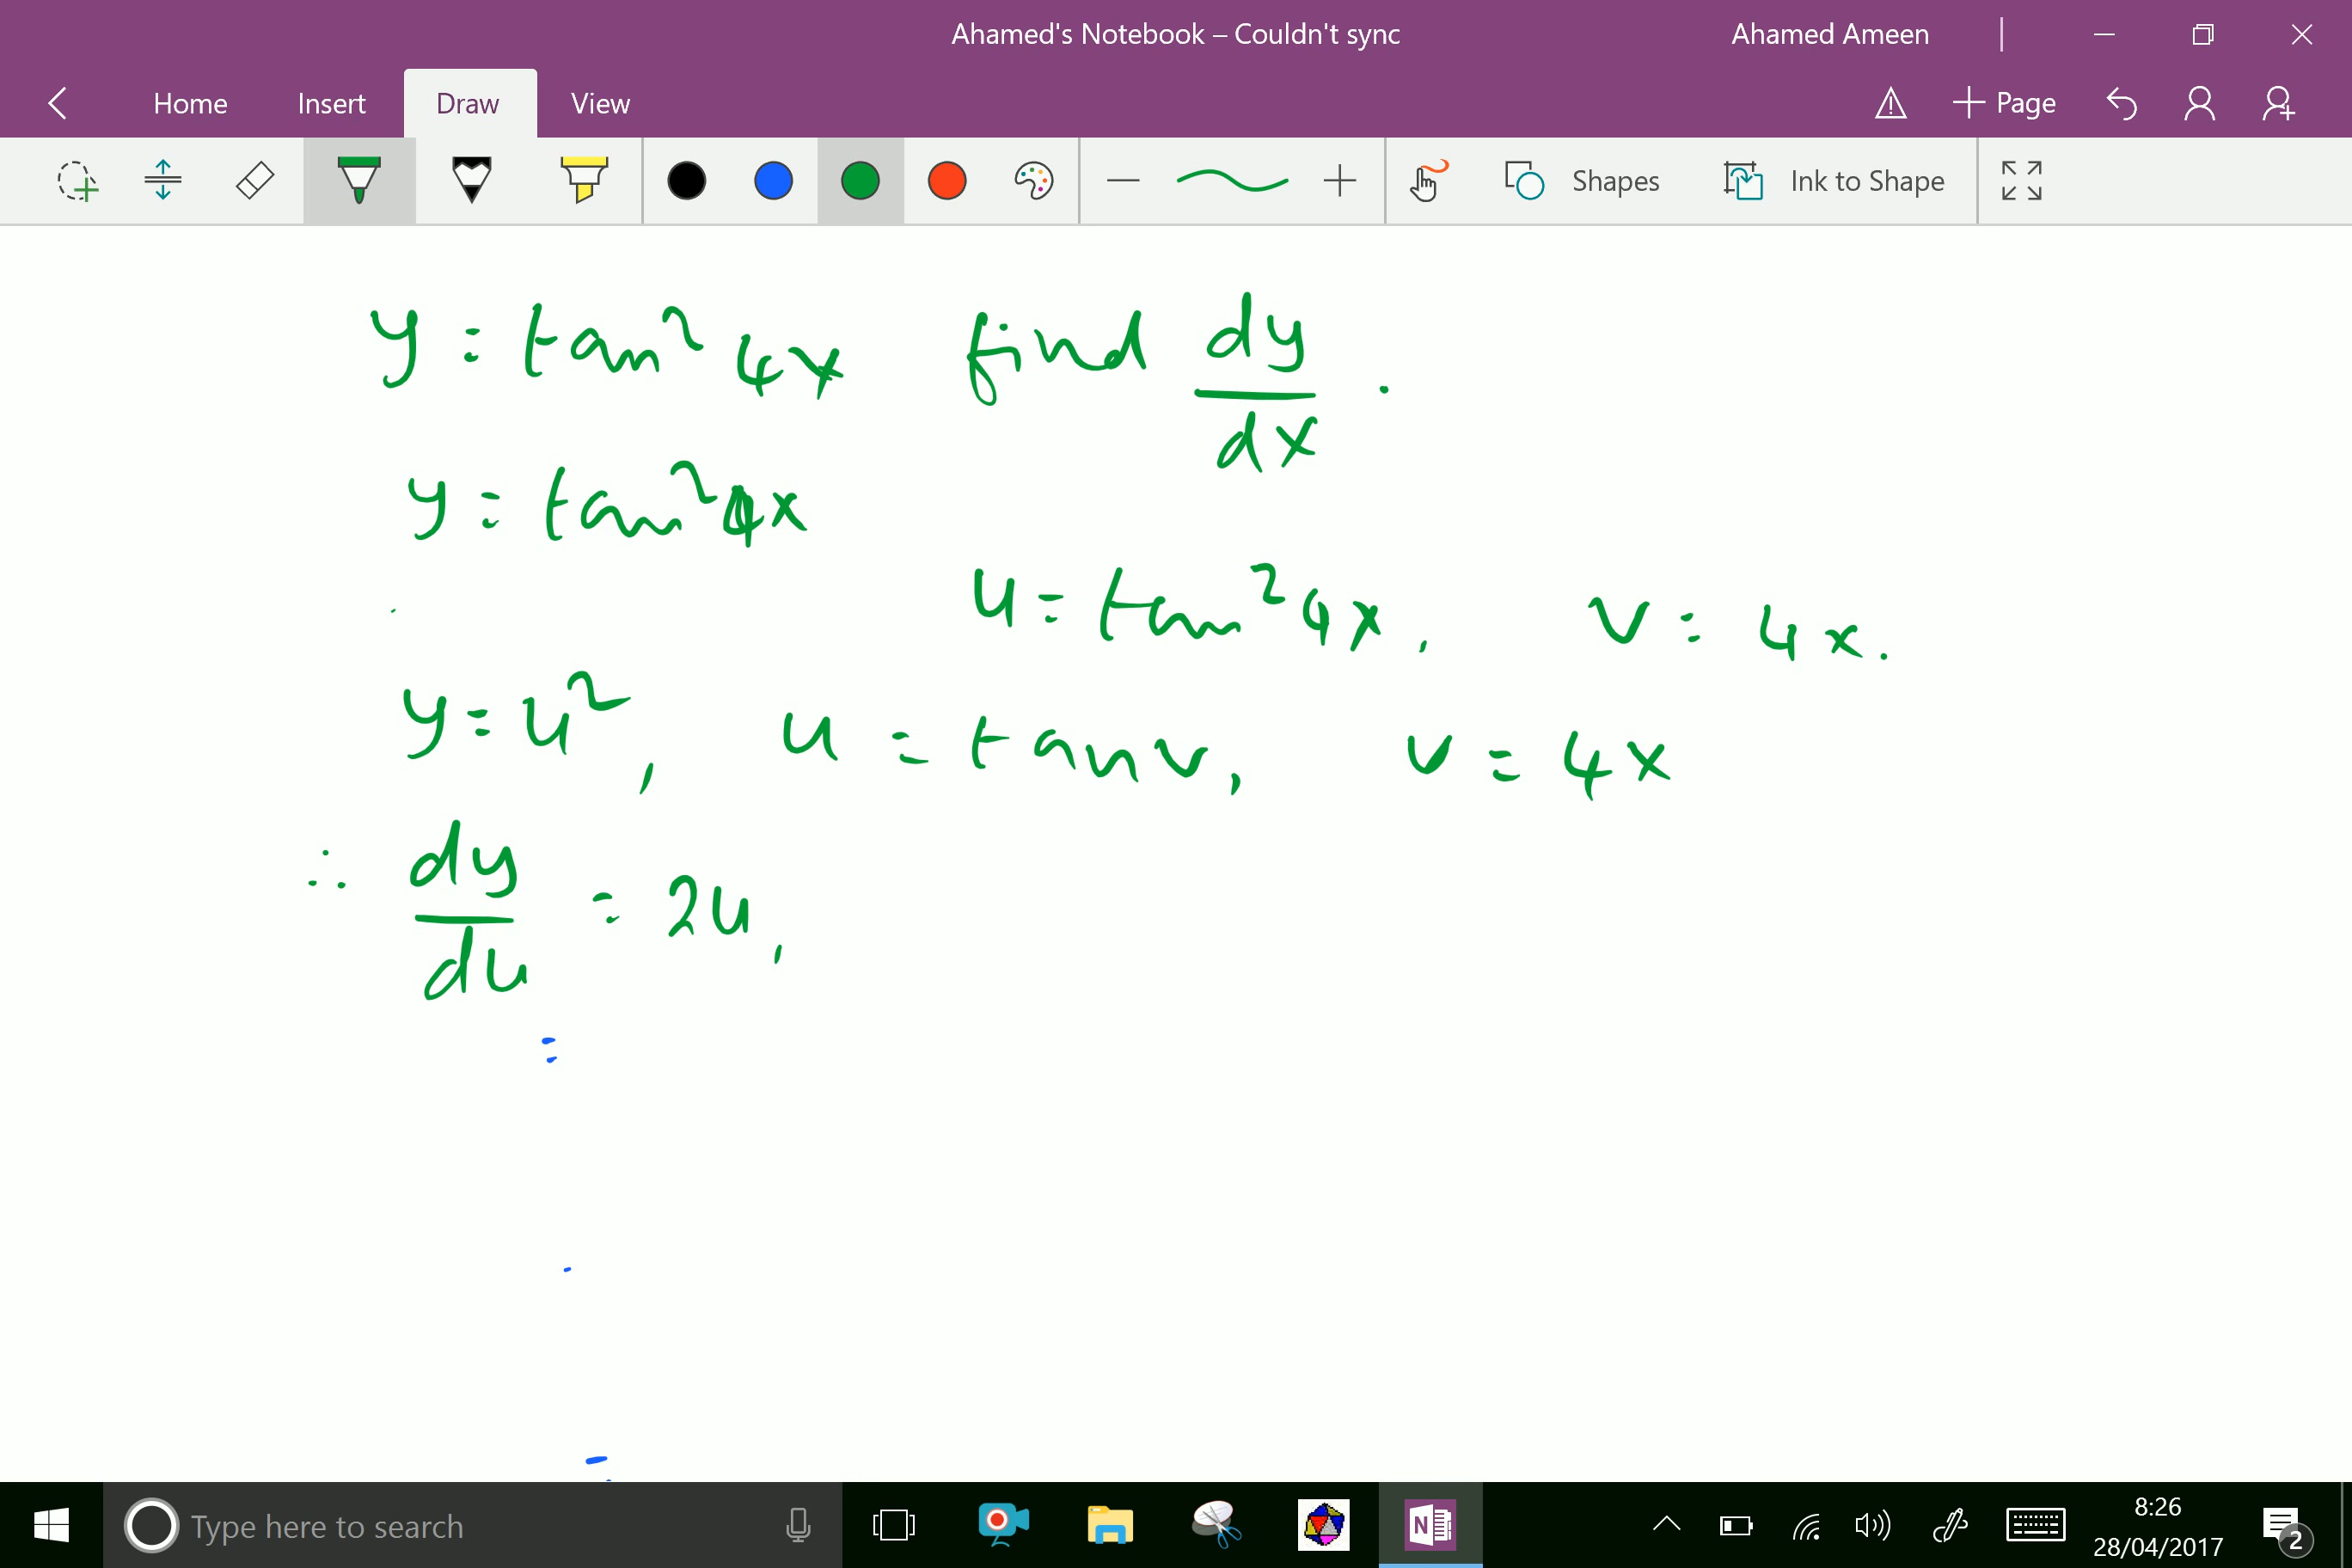 Ahamed's Notebook – Couldn't sync
Ahamed Ameen
Home Insert Draw View
Page
Shapes Ink to Shape
y = tan² 4x find dy/dx .
y = tan² 4x
u = tan² 4x, v = 4x.
y = u², u = tan v, v = 4x
∴ dy/du = 2u,
=
Type here to search
N
8:26
28/04/2017
2